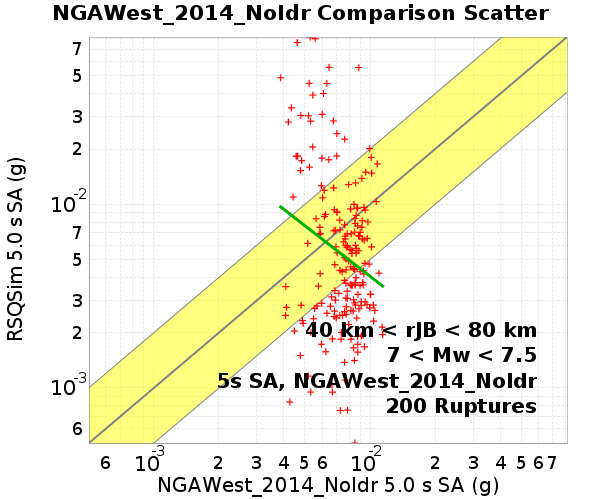 NGAWest_2014_NoIdr Comparison Scatter
RSQSim 5.0 s SA (g)
7
5
3
2
10-2
7
5
3
2
10-3
6
40 km < rJB < 80 km
7 < Mw < 7.5
5s SA, NGAWest_2014_NoIdr
200 Ruptures
6 10-3 2 3 4 5 6 10-2 2 3 4 5 6 7
NGAWest_2014_NoIdr 5.0 s SA (g)